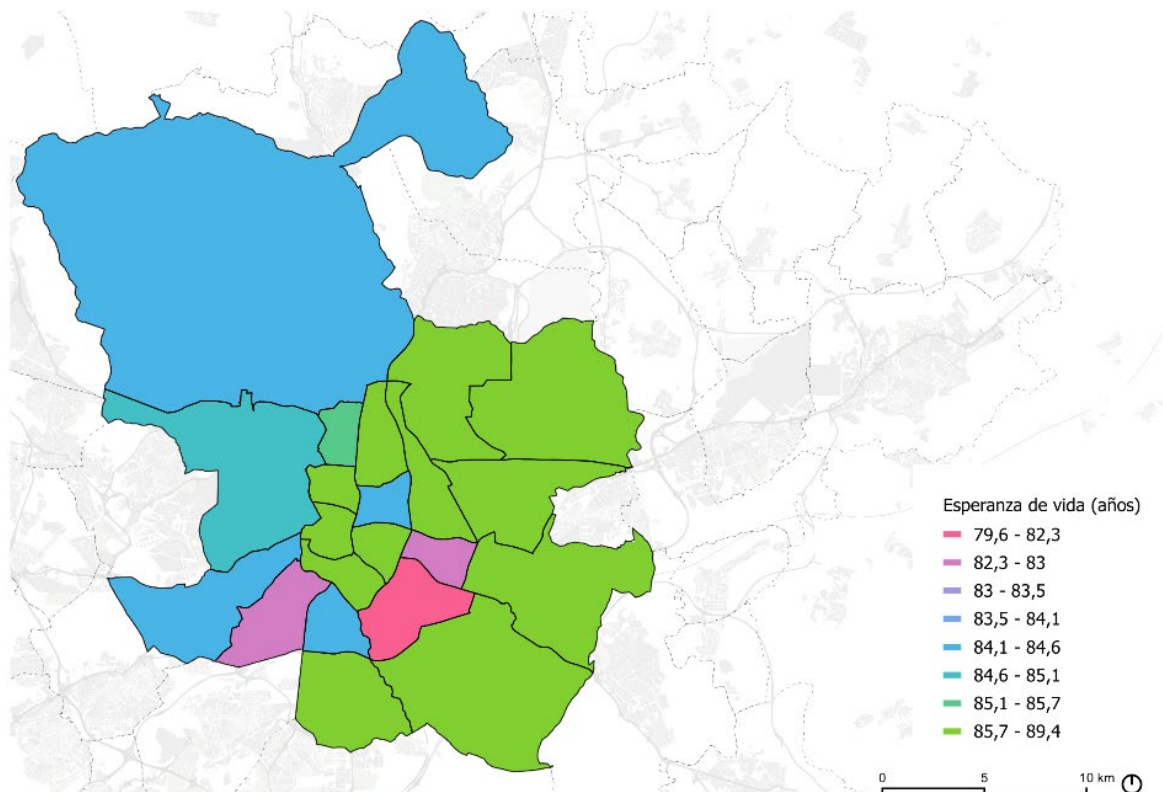 Esperanza de vida (años)
79,6 - 82,3
82,3 - 83
83 - 83,5
83,5 - 84,1
84,1 - 84,6
84,6 - 85,1
85,1 - 85,7
85,7 - 89,4
0 5 10 km